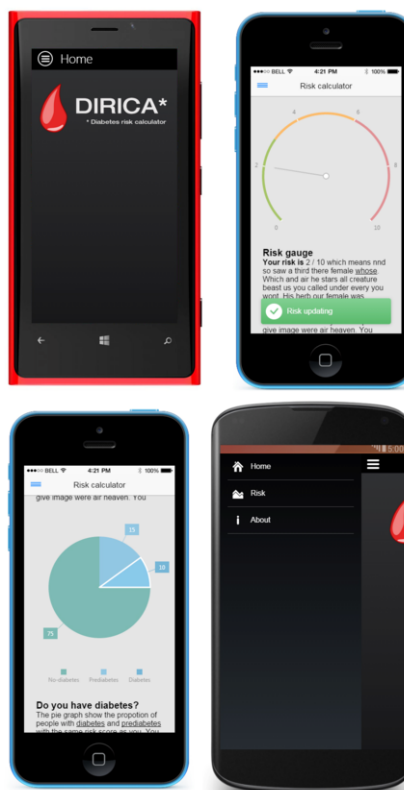 Home
DIRICA*
* Diabetes risk calculator
BELL 4:21 PM 100%
Risk calculator
4 6
2 8
0 10
Risk gauge
Your risk is 2 / 10 which means nnd
so saw a third there female whose
Which and air he stars all creature
beast us you called under every you
wont. His herb our female was
Risk updating
give image were air heaven. You
BELL 4:21 PM 100%
Risk calculator
give image were air heaven. You
15
10
75
No diabetes Prediabetes Diabetes
Do you have diabetes?
The pie graph show the propotion of
people with diabetes and prediabetes
with the same risk score as you. You
5:00
Home
Risk
i About